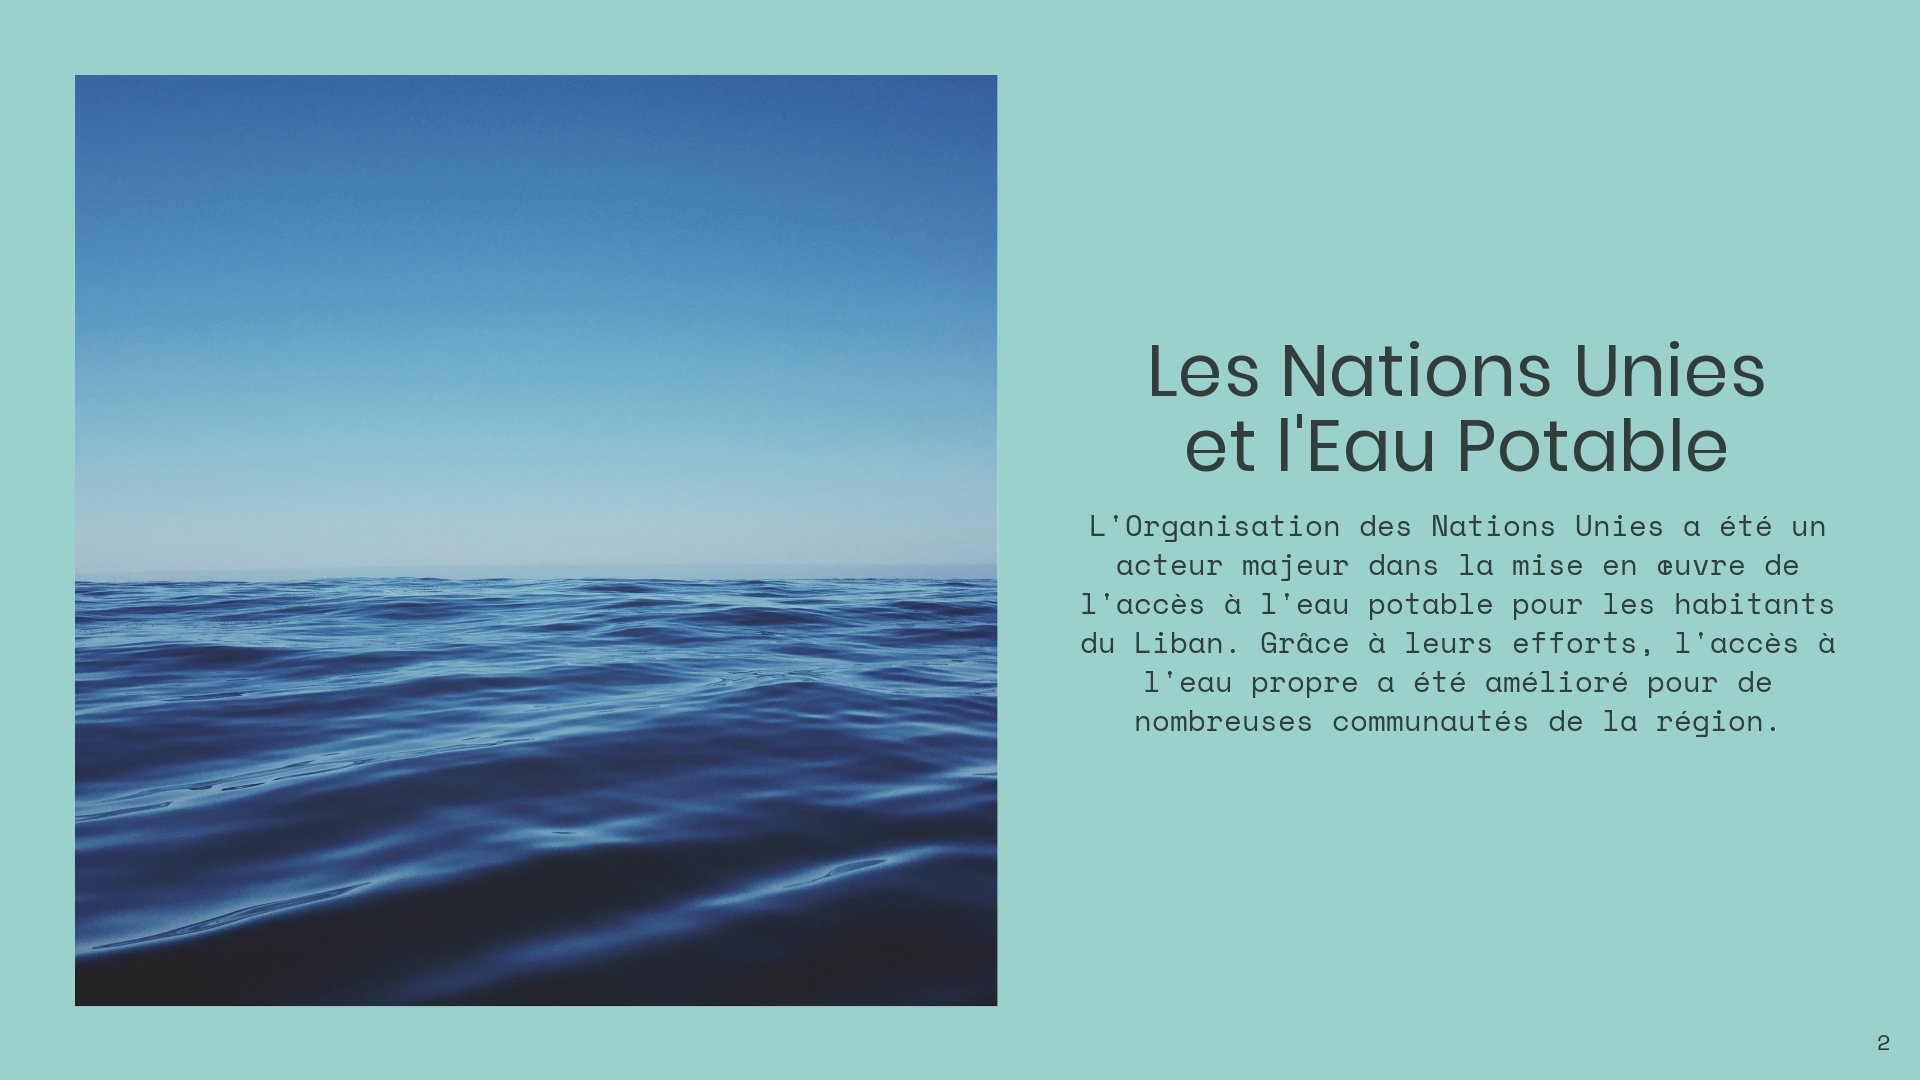 Les Nations Unies
et l'Eau Potable
L'Organisation des Nations Unies a été un
acteur majeur dans la mise en œuvre de
l'accès à l'eau potable pour les habitants
du Liban. Grâce à leurs efforts, l'accès à
l'eau propre a été amélioré pour de
nombreuses communautés de la région.
2